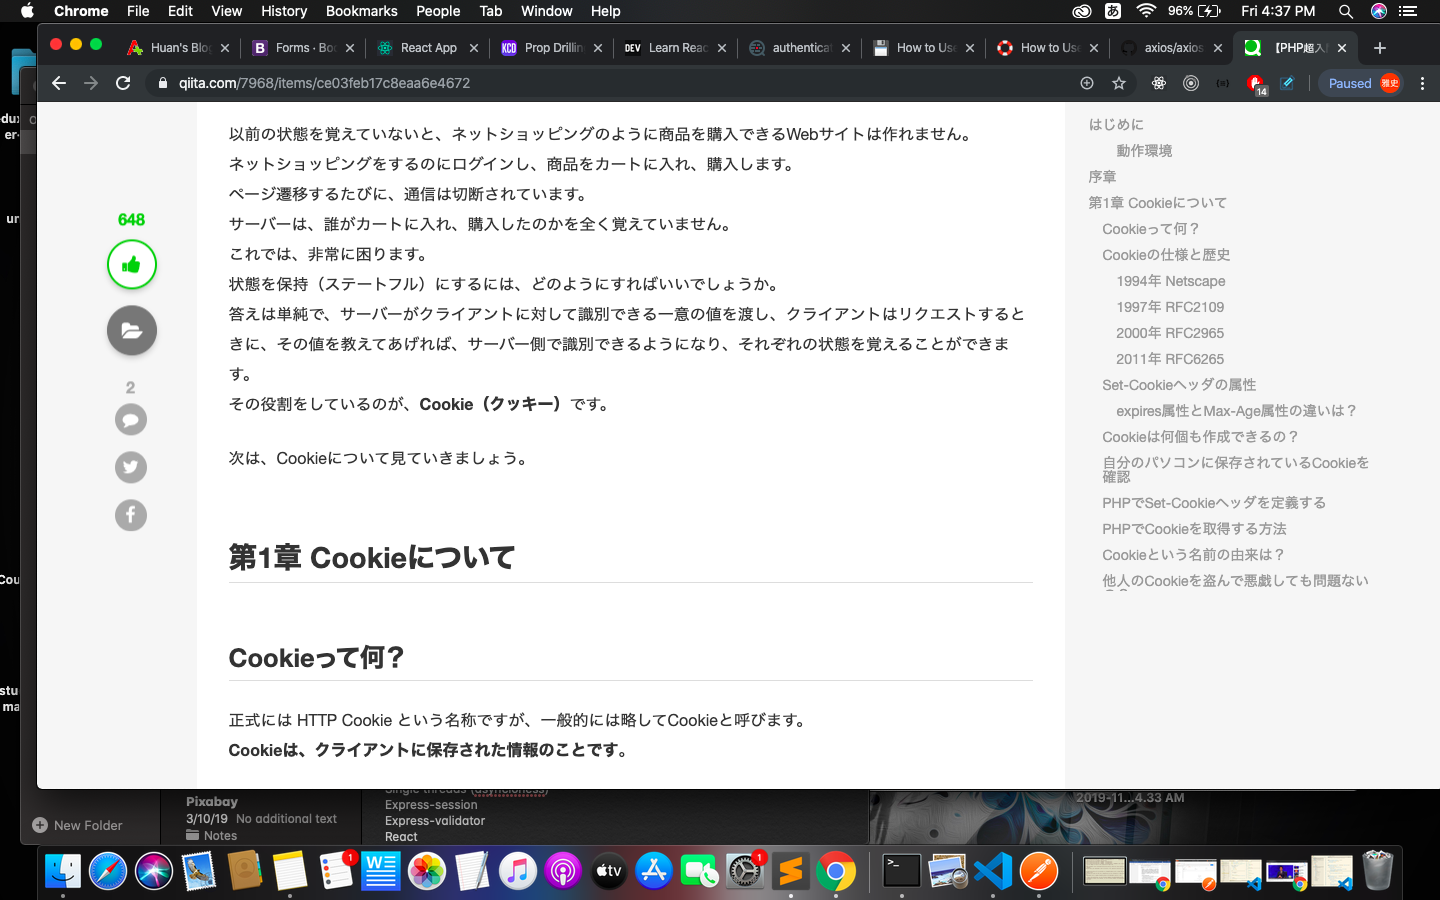 Chrome File Edit View History Bookmarks People Tab Window Help
あ 96% Fri 4:37 PM
Huan's Blo
Forms · Boo
React App
KCD Prop Drillin
DEV Learn Reac
authentica
How to Use
How to Use
axios/axios
【PHP超入
qiita.com/7968/items/ce03feb17c8eaa6e4672
14
Paused
雅史
以前の状態を覚えていないと、ネットショッピングのように商品を購入できるWebサイトは作れません。
ネットショッピングをするのにログインし、商品をカートに入れ、購入します。
ページ遷移するたびに、通信は切断されています。
サーバーは、誰がカートに入れ、購入したのかを全く覚えていません。
これでは、非常に困ります。
状態を保持（ステートフル）にするには、どのようにすればいいでしょうか。
答えは単純で、サーバーがクライアントに対して識別できる一意の値を渡し、クライアントはリクエストすると
きに、その値を教えてあげれば、サーバー側で識別できるようになり、それぞれの状態を覚えることができま
す。
その役割をしているのが、Cookie（クッキー）です。
次は、Cookieについて見ていきましょう。
第1章 Cookieについて
Cookieって何？
正式には HTTP Cookie という名称ですが、一般的には略してCookieと呼びます。
Cookieは、クライアントに保存された情報のことです。
648
2
はじめに
動作環境
序章
第1章 Cookieについて
Cookieって何？
Cookieの仕様と歴史
1994年 Netscape
1997年 RFC2109
2000年 RFC2965
2011年 RFC6265
Set-Cookieヘッダの属性
expires属性とMax-Age属性の違いは？
Cookieは何個も作成できるの？
自分のパソコンに保存されているCookieを
確認
PHPでSet-Cookieヘッダを定義する
PHPでCookieを取得する方法
Cookieという名前の由来は？
他人のCookieを盗んで悪戯しても問題ない
-dux
er-
un
Cou
stu
ma
New Folder
Pixabay
3/10/19 No additional text
Notes
Single threads (asyncioness)
Express-session
Express-validator
React
2019-11...4.33 AM
1
W
tv
1
>_